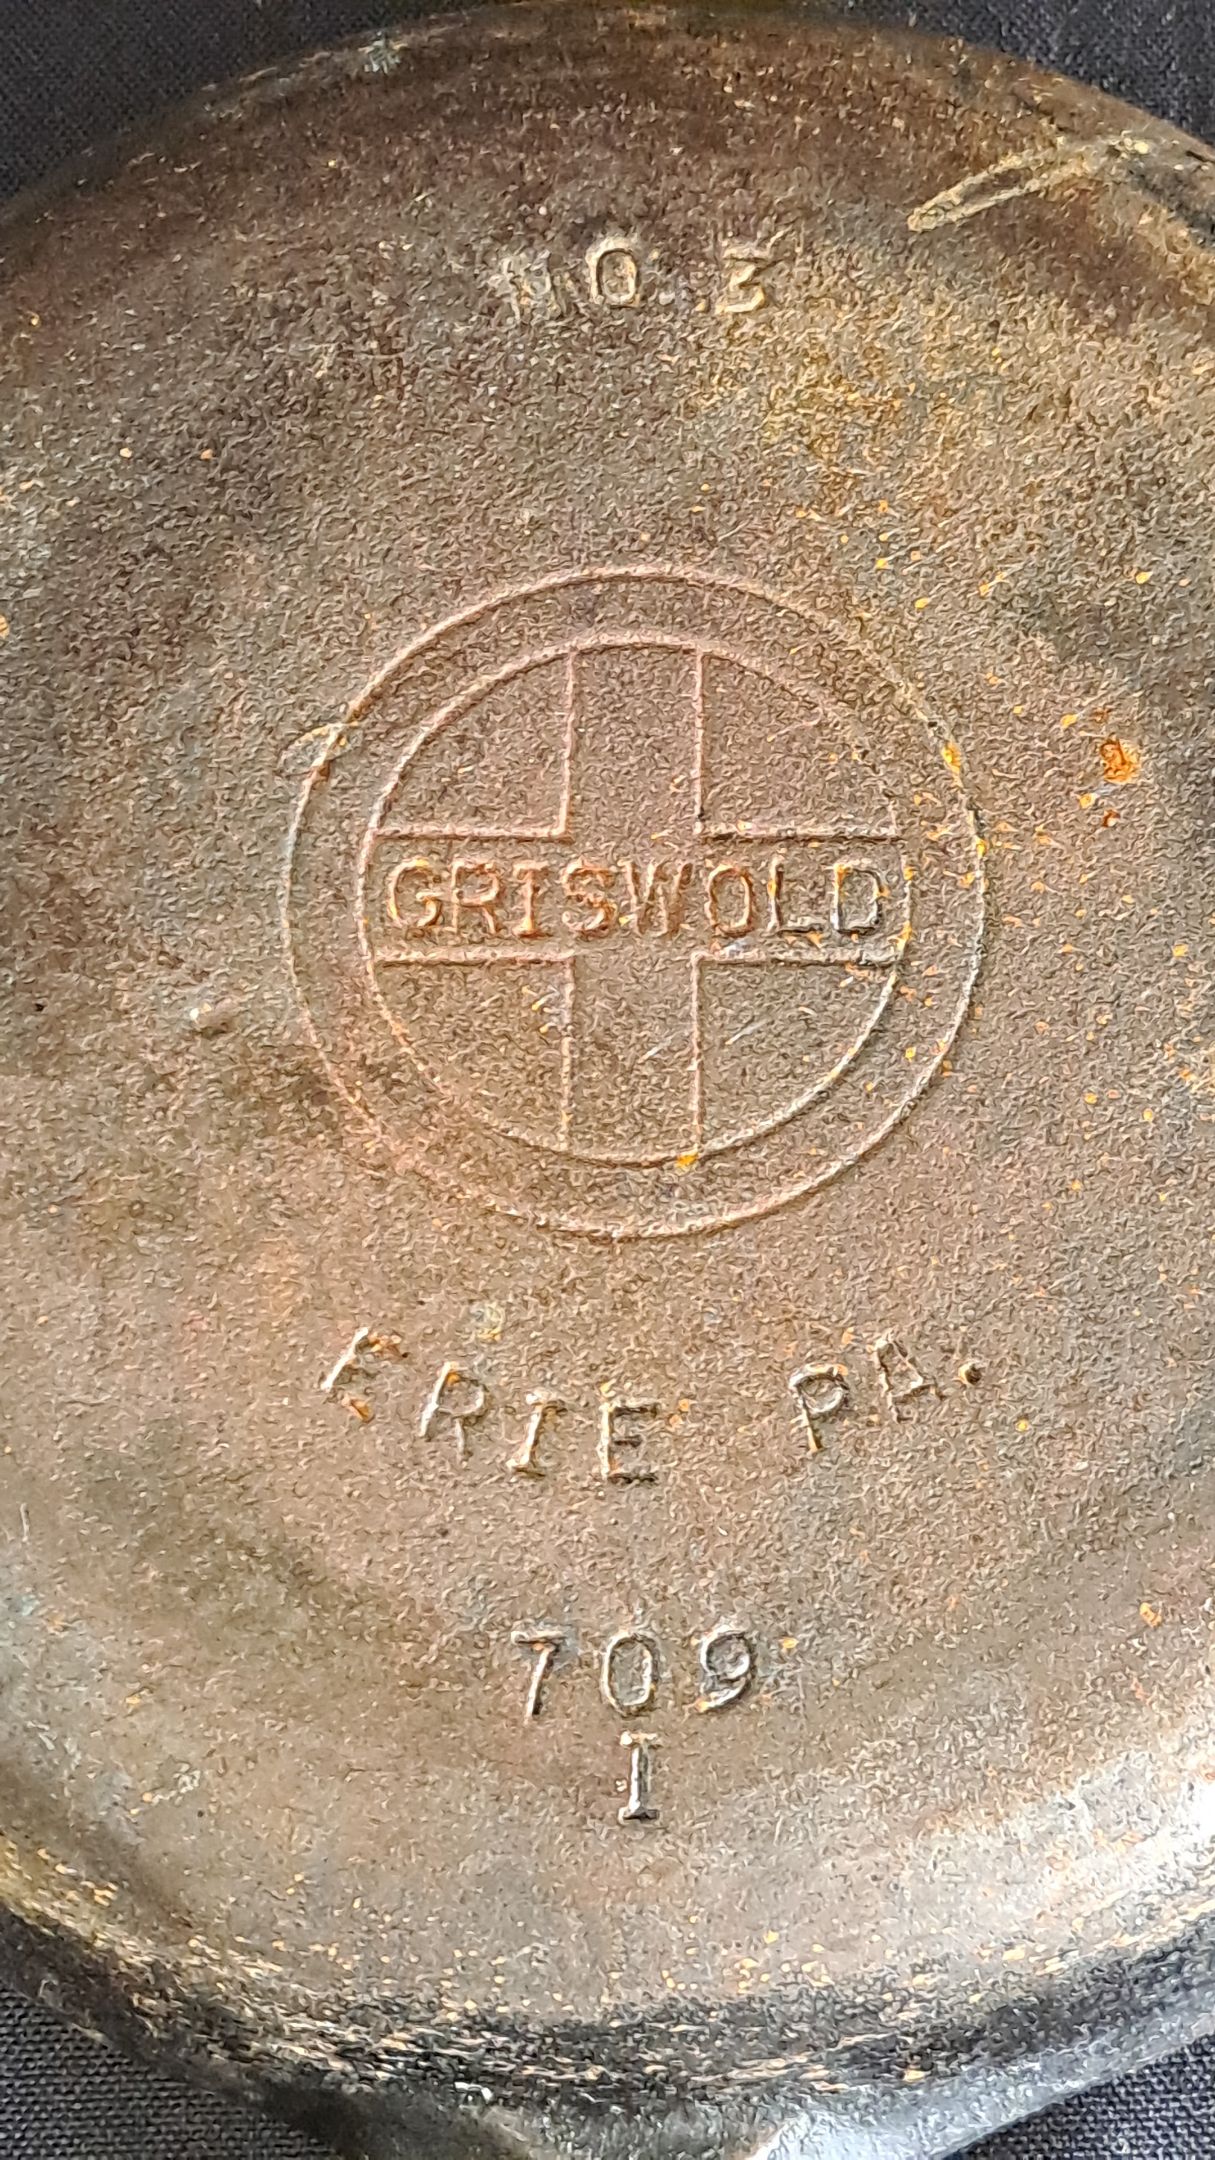 NO. 3
GRISWOLD
ERIE PA.
709
I